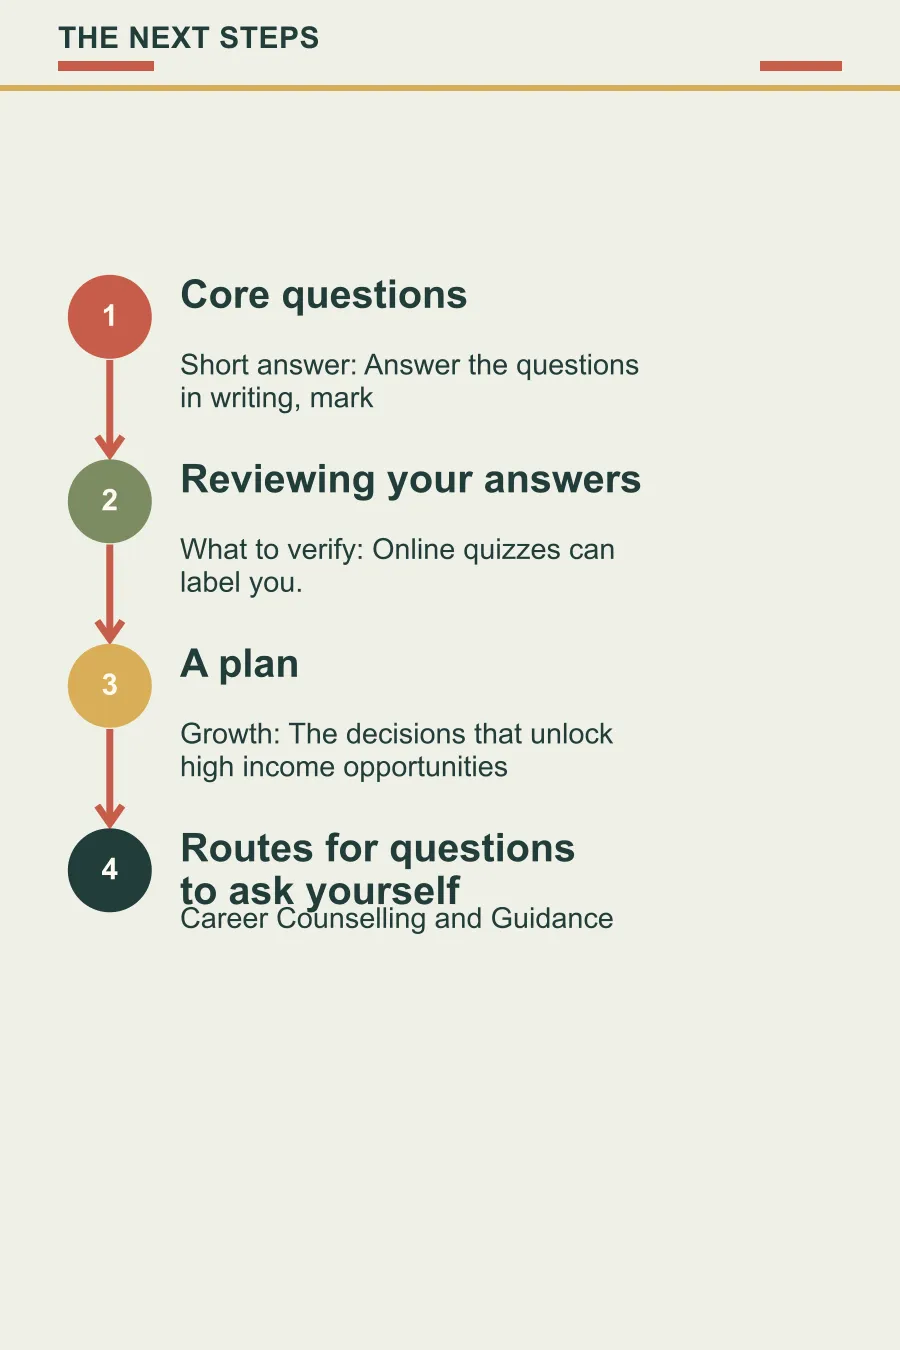 THE NEXT STEPS
1
Core questions
Short answer: Answer the questions
in writing, mark
2
Reviewing your answers
What to verify: Online quizzes can
label you.
3
A plan
Growth: The decisions that unlock
high income opportunities
4
Routes for questions
to ask yourself
Career Counselling and Guidance